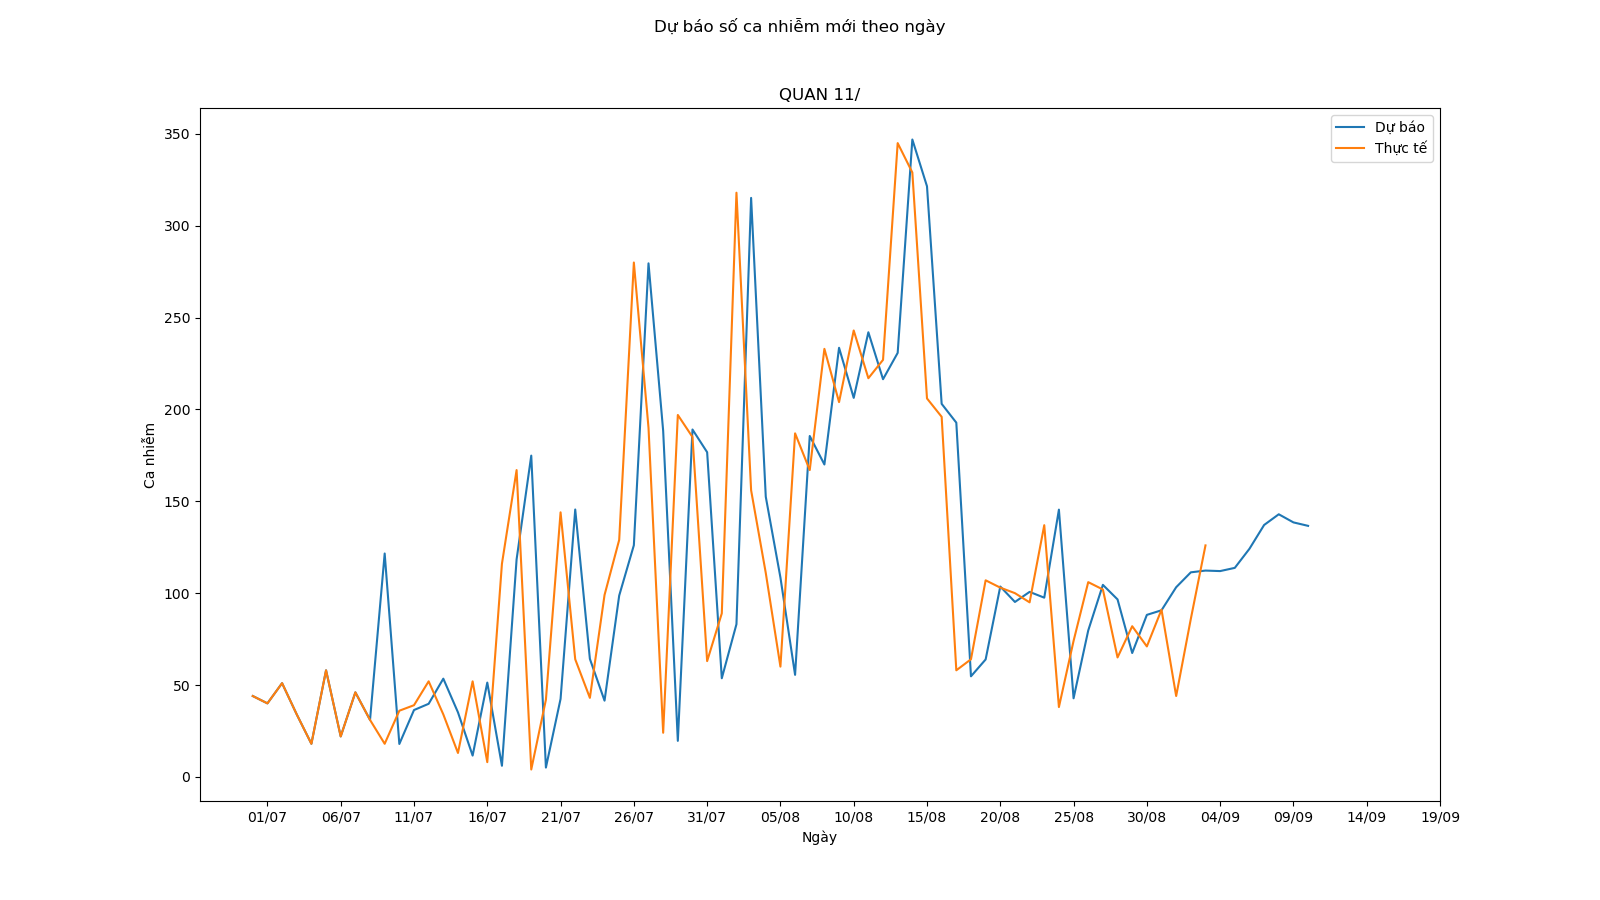 Dự báo số ca nhiễm mới theo ngày
QUAN 11/
Dự báo
Thực tế
350
300
250
200
150
100
50
0
Ca nhiễm
01/07 06/07 11/07 16/07 21/07 26/07 31/07 05/08 10/08 15/08 20/08 25/08 30/08 04/09 09/09 14/09 19/09
Ngày